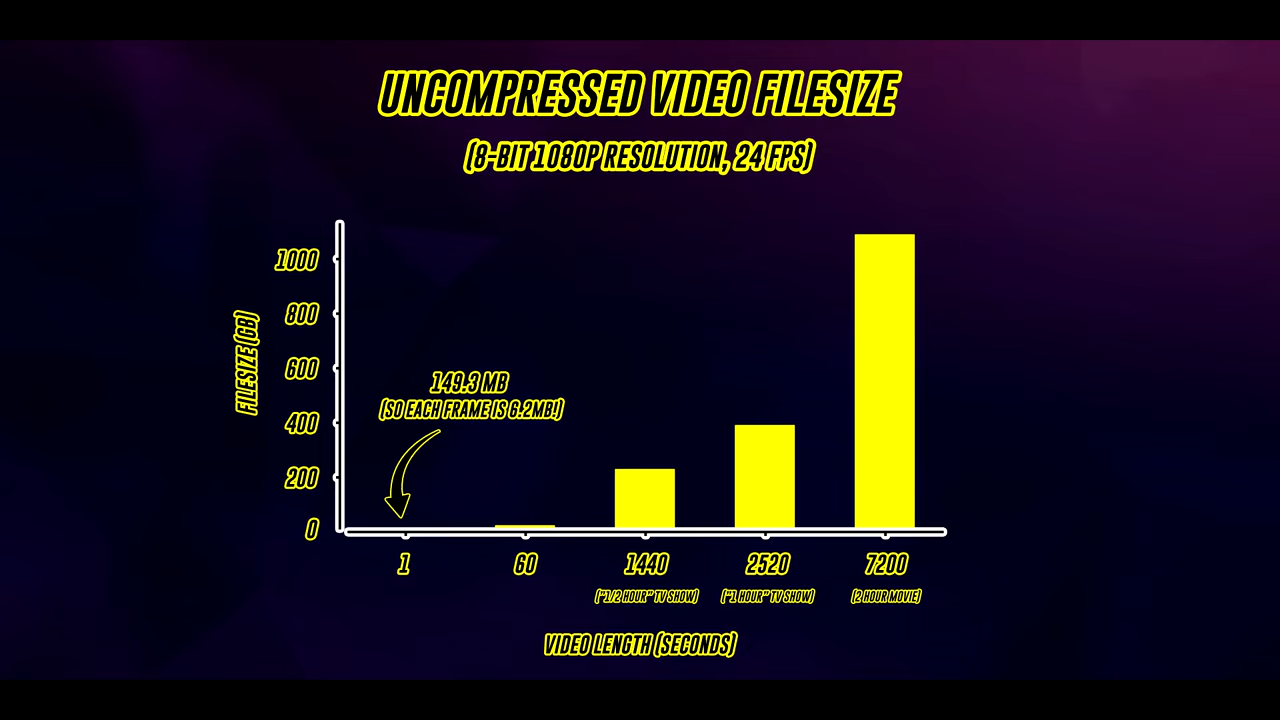 UNCOMPRESSED VIDEO FILESIZE
(8-BIT 1080P RESOLUTION, 24 FPS)
1000
800
600
400
200
0
FILESIZE (GB)
149.3 MB
(SO EACH FRAME IS 6.2MB!)
1
60
1440
2520
7200
("1/2 HOUR" TV SHOW)
("1 HOUR" TV SHOW)
(2 HOUR MOVIE)
VIDEO LENGTH (SECONDS)